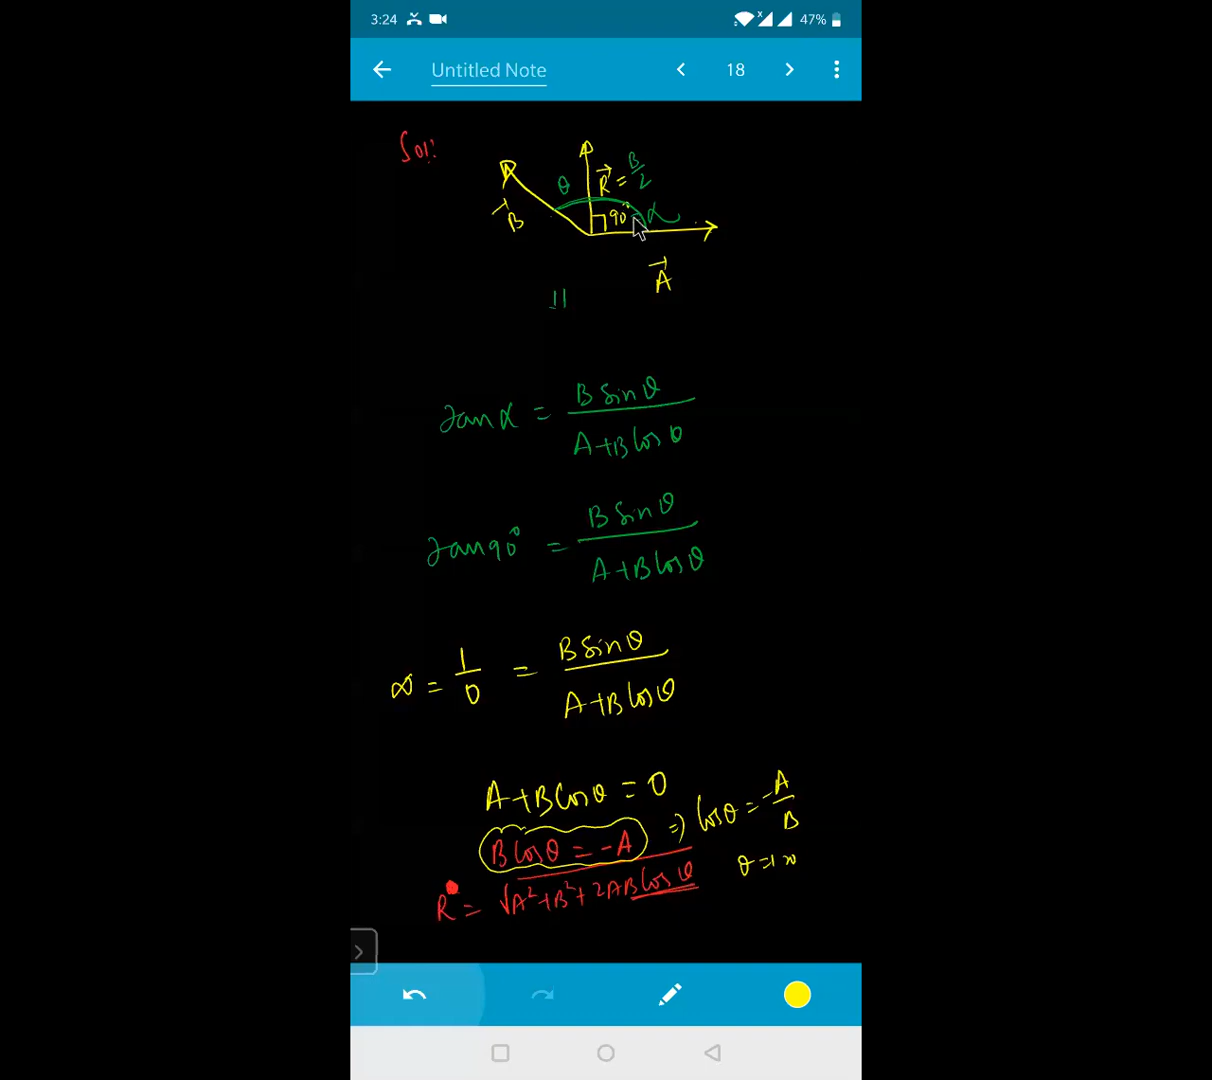 3:24 47%
Untitled Note 18
Sol:
θ R⃗ = B/2
90° α
B⃗
A⃗
tan α = B Sin θ / A+B Cos θ
tan 90° = B Sin θ / A+B Cos θ
∞ = 1/0 = B Sin θ / A+B Cos θ
A+B Cos θ = 0
B Cos θ = -A ⇒ Cos θ = -A/B
R = √A²+B²+2AB Cos θ